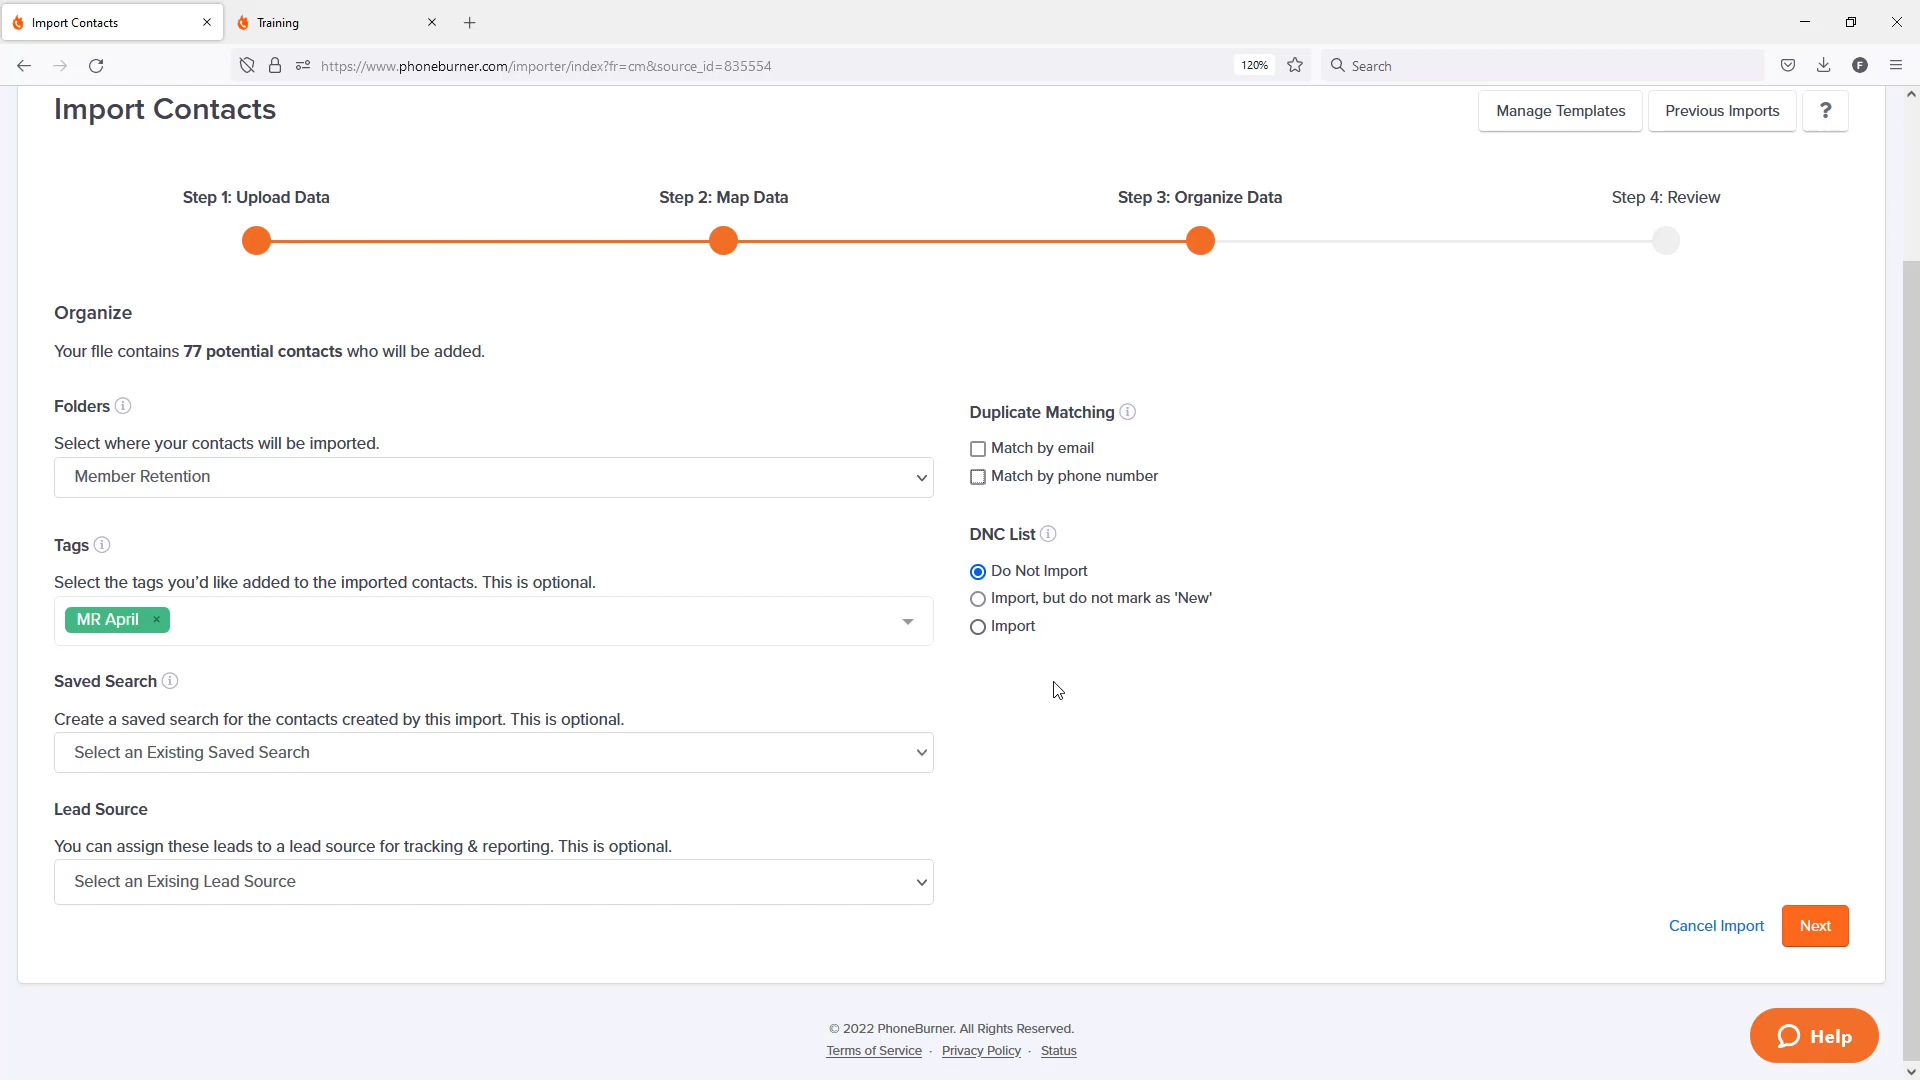 Import Contacts
Training
https://www.phoneburner.com/importer/index?fr=cm&source_id=835554
120%
Search
F
Import Contacts
Manage Templates
Previous Imports
?
Step 1: Upload Data
Step 2: Map Data
Step 3: Organize Data
Step 4: Review
Organize
Your file contains 77 potential contacts who will be added.
Folders
Select where your contacts will be imported.
Member Retention
Tags
Select the tags you'd like added to the imported contacts. This is optional.
MR April ×
Saved Search
Create a saved search for the contacts created by this import. This is optional.
Select an Existing Saved Search
Lead Source
You can assign these leads to a lead source for tracking & reporting. This is optional.
Select an Exising Lead Source
Duplicate Matching
Match by email
Match by phone number
DNC List
Do Not Import
Import, but do not mark as 'New'
Import
Cancel Import
Next
© 2022 PhoneBurner. All Rights Reserved.
Terms of Service · Privacy Policy · Status
Help